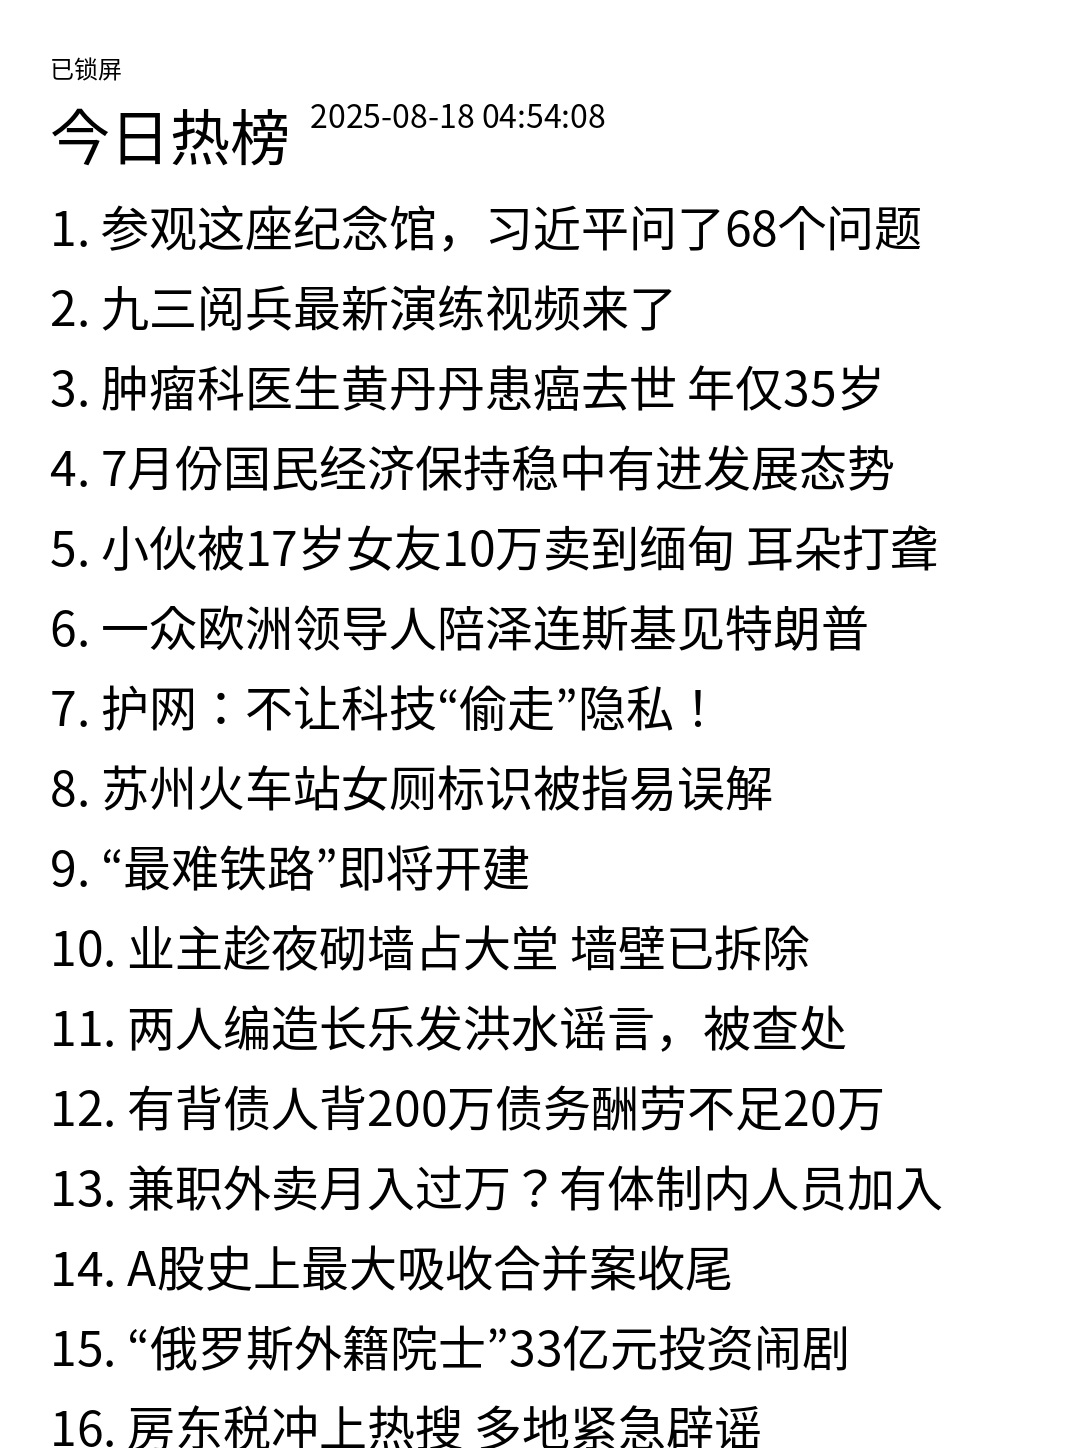 已锁屏
今日热榜 2025-08-18 04:54:08
1. 参观这座纪念馆，习近平问了68个问题
2. 九三阅兵最新演练视频来了
3. 肿瘤科医生黄丹丹患癌去世 年仅35岁
4. 7月份国民经济保持稳中有进发展态势
5. 小伙被17岁女友10万卖到缅甸 耳朵打聋
6. 一众欧洲领导人陪泽连斯基见特朗普
7. 护网：不让科技“偷走”隐私！
8. 苏州火车站女厕标识被指易误解
9. “最难铁路”即将开建
10. 业主趁夜砌墙占大堂 墙壁已拆除
11. 两人编造长乐发洪水谣言，被查处
12. 有背债人背200万债务酬劳不足20万
13. 兼职外卖月入过万？有体制内人员加入
14. A股史上最大吸收合并案收尾
15. “俄罗斯外籍院士”33亿元投资闹剧
16. 房东税冲上热搜 多地紧急辟谣